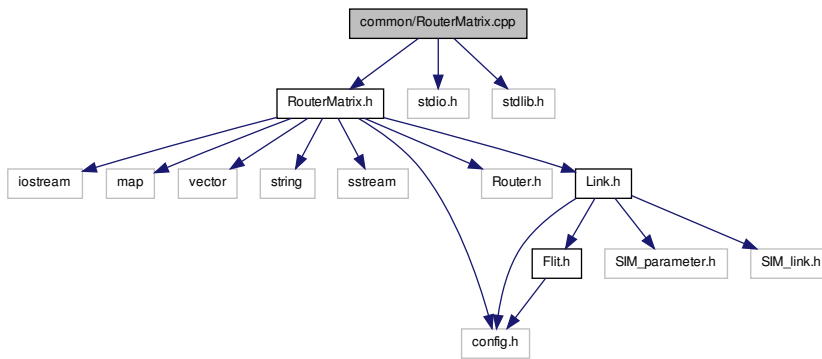 common/RouterMatrix.cpp
RouterMatrix.h
stdio.h
stdlib.h
iostream
map
vector
string
sstream
Router.h
Link.h
Flit.h
SIM_parameter.h
SIM_link.h
config.h